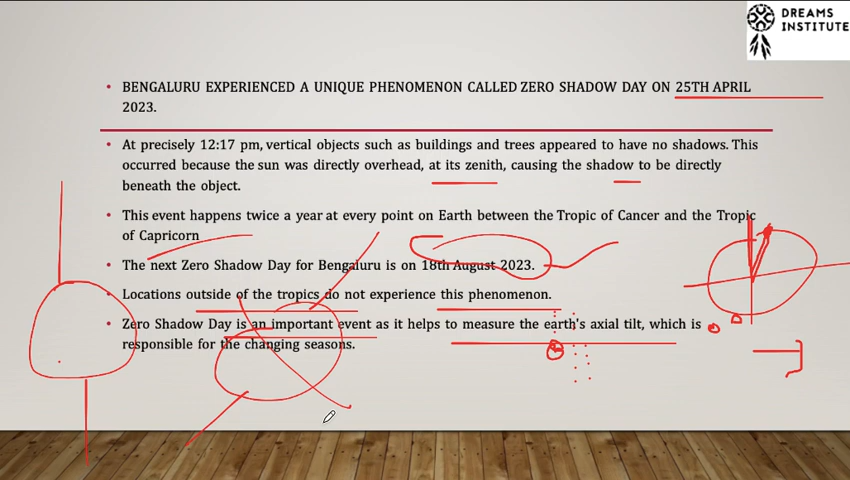 DREAMS
INSTITUTE
• BENGALURU EXPERIENCED A UNIQUE PHENOMENON CALLED ZERO SHADOW DAY ON 25TH APRIL
2023.
• At precisely 12:17 pm, vertical objects such as buildings and trees appeared to have no shadows. This
occurred because the sun was directly overhead, at its zenith, causing the shadow to be directly
beneath the object.
• This event happens twice a year at every point on Earth between the Tropic of Cancer and the Tropic
of Capricorn
• The next Zero Shadow Day for Bengaluru is on 18th August 2023.
• Locations outside of the tropics do not experience this phenomenon.
• Zero Shadow Day is an important event as it helps to measure the earth's axial tilt, which is
responsible for the changing seasons.